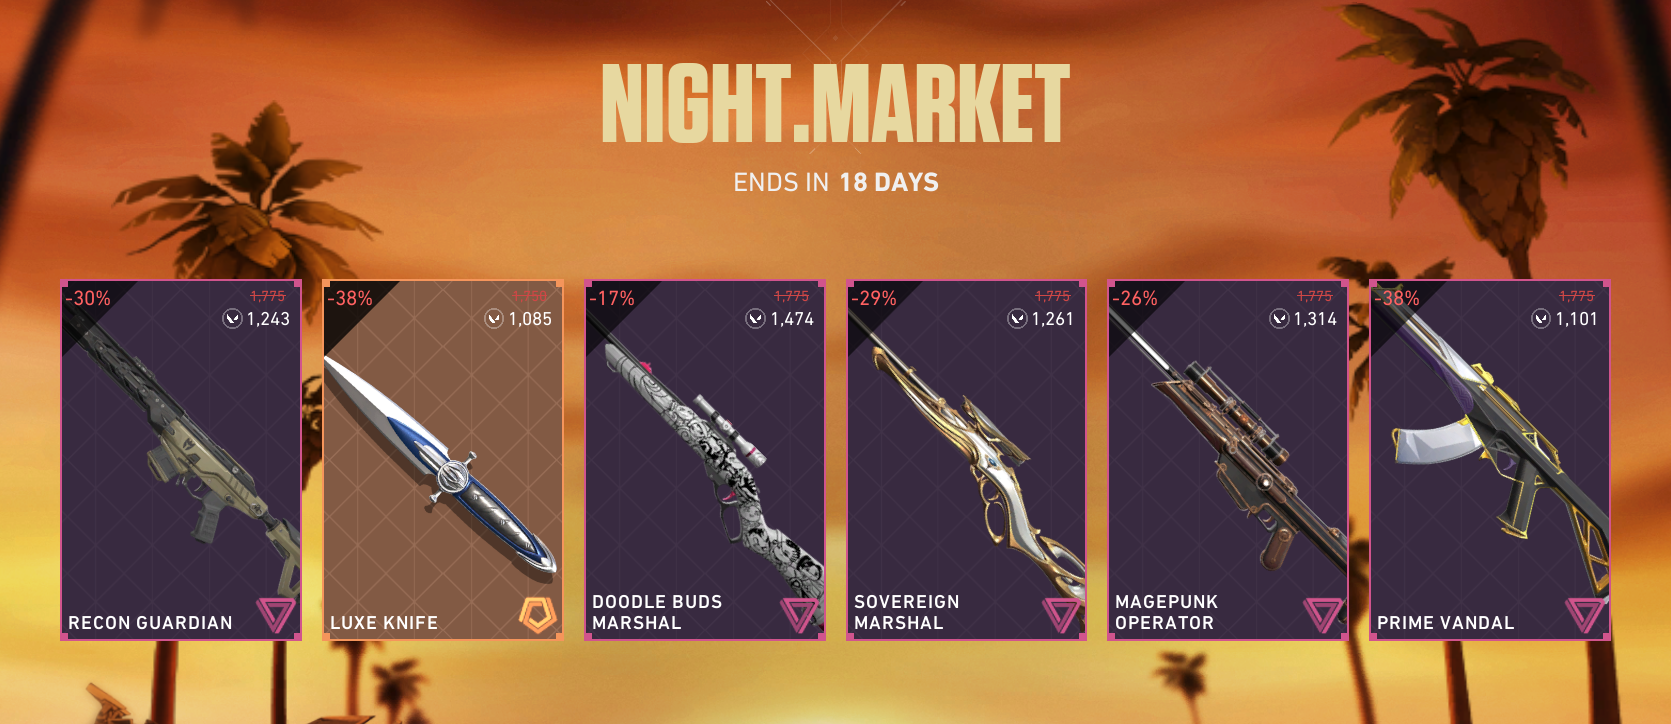 NIGHT.MARKET
ENDS IN 18 DAYS
-30%
1,775
1,243
RECON GUARDIAN
-38%
1,750
1,085
LUXE KNIFE
-17%
1,775
1,474
DOODLE BUDS
MARSHAL
-29%
1,775
1,261
SOVEREIGN
MARSHAL
-26%
1,775
1,314
MAGEPUNK
OPERATOR
-38%
1,775
1,101
PRIME VANDAL